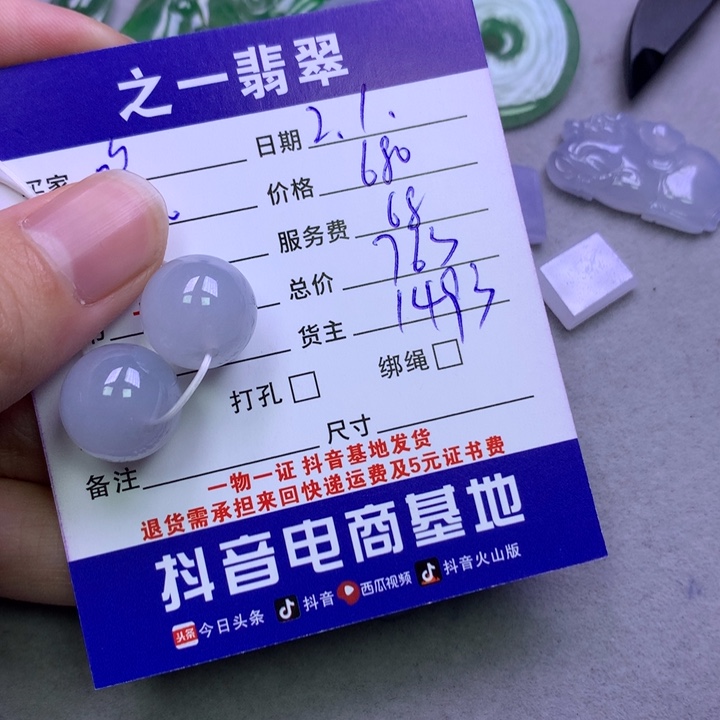 之一翡翠
日期 2.1.
买家
价格 680
服务费 68
总价 763
货主 1493
打孔 绑绳
尺寸
备注
一物一证 抖音基地发货
退货需承担来回快递运费及5元证书费
抖音电商基地
头条 今日头条 抖音 西瓜视频 抖音火山版